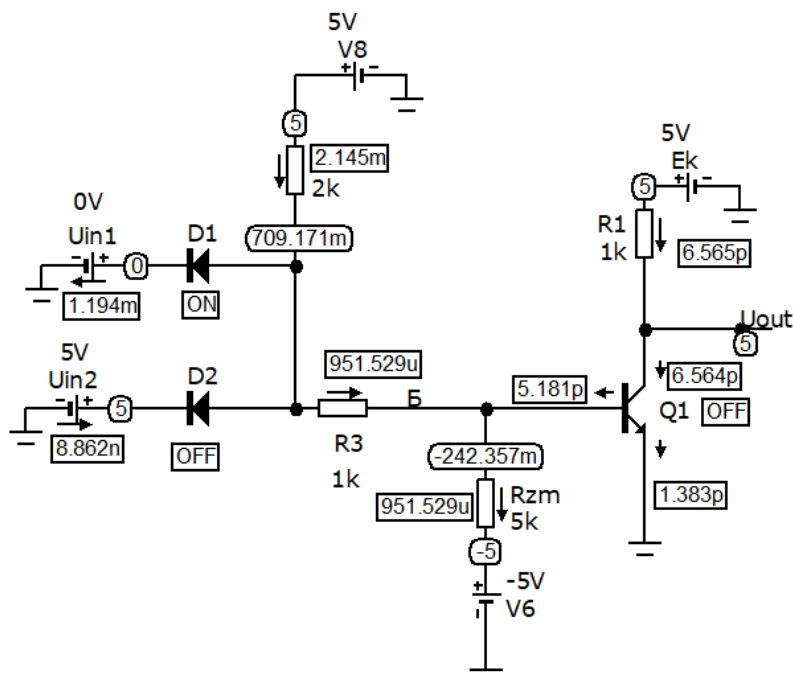 5V
V8
+ -
5
2.145m
2k
5V
Ek
+ -
5
R1
1k
6.565p
0V
Uin1
- +
0
D1
709.171m
1.194m
ON
Uout
5
5V
Uin2
- +
5
D2
8.862n
OFF
951.529u
R3
1k
Б
5.181p
6.564p
Q1
OFF
-242.357m
951.529u
Rzm
5k
1.383p
-5
+
-
-5V
V6